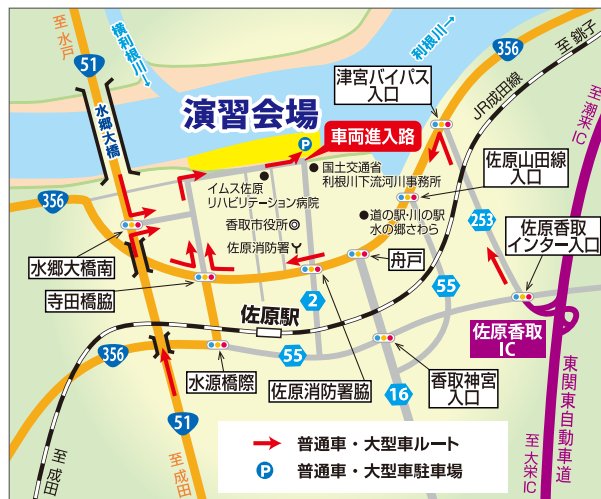 至水戸
横利根川→
利根川→
356
至銚子
51
津宮バイパス
入口
JR成田線
至潮来IC
水郷大橋
演習会場
P
車両進入路
佐原山田線
入口
国土交通省
利根川下流河川事務所
イムス佐原
リハビリテーション病院
356
香取市役所
道の駅・川の駅
水の郷さわら
253
佐原香取
インター入口
佐原消防署
水郷大橋南
舟戸
寺田橋脇
2
55
佐原駅
佐原香取
IC
356
55
水源橋際
佐原消防署脇
香取神宮
入口
16
東関東自動車道
51
至成田
至成田
普通車・大型車ルート
P 普通車・大型車駐車場
至大栄IC